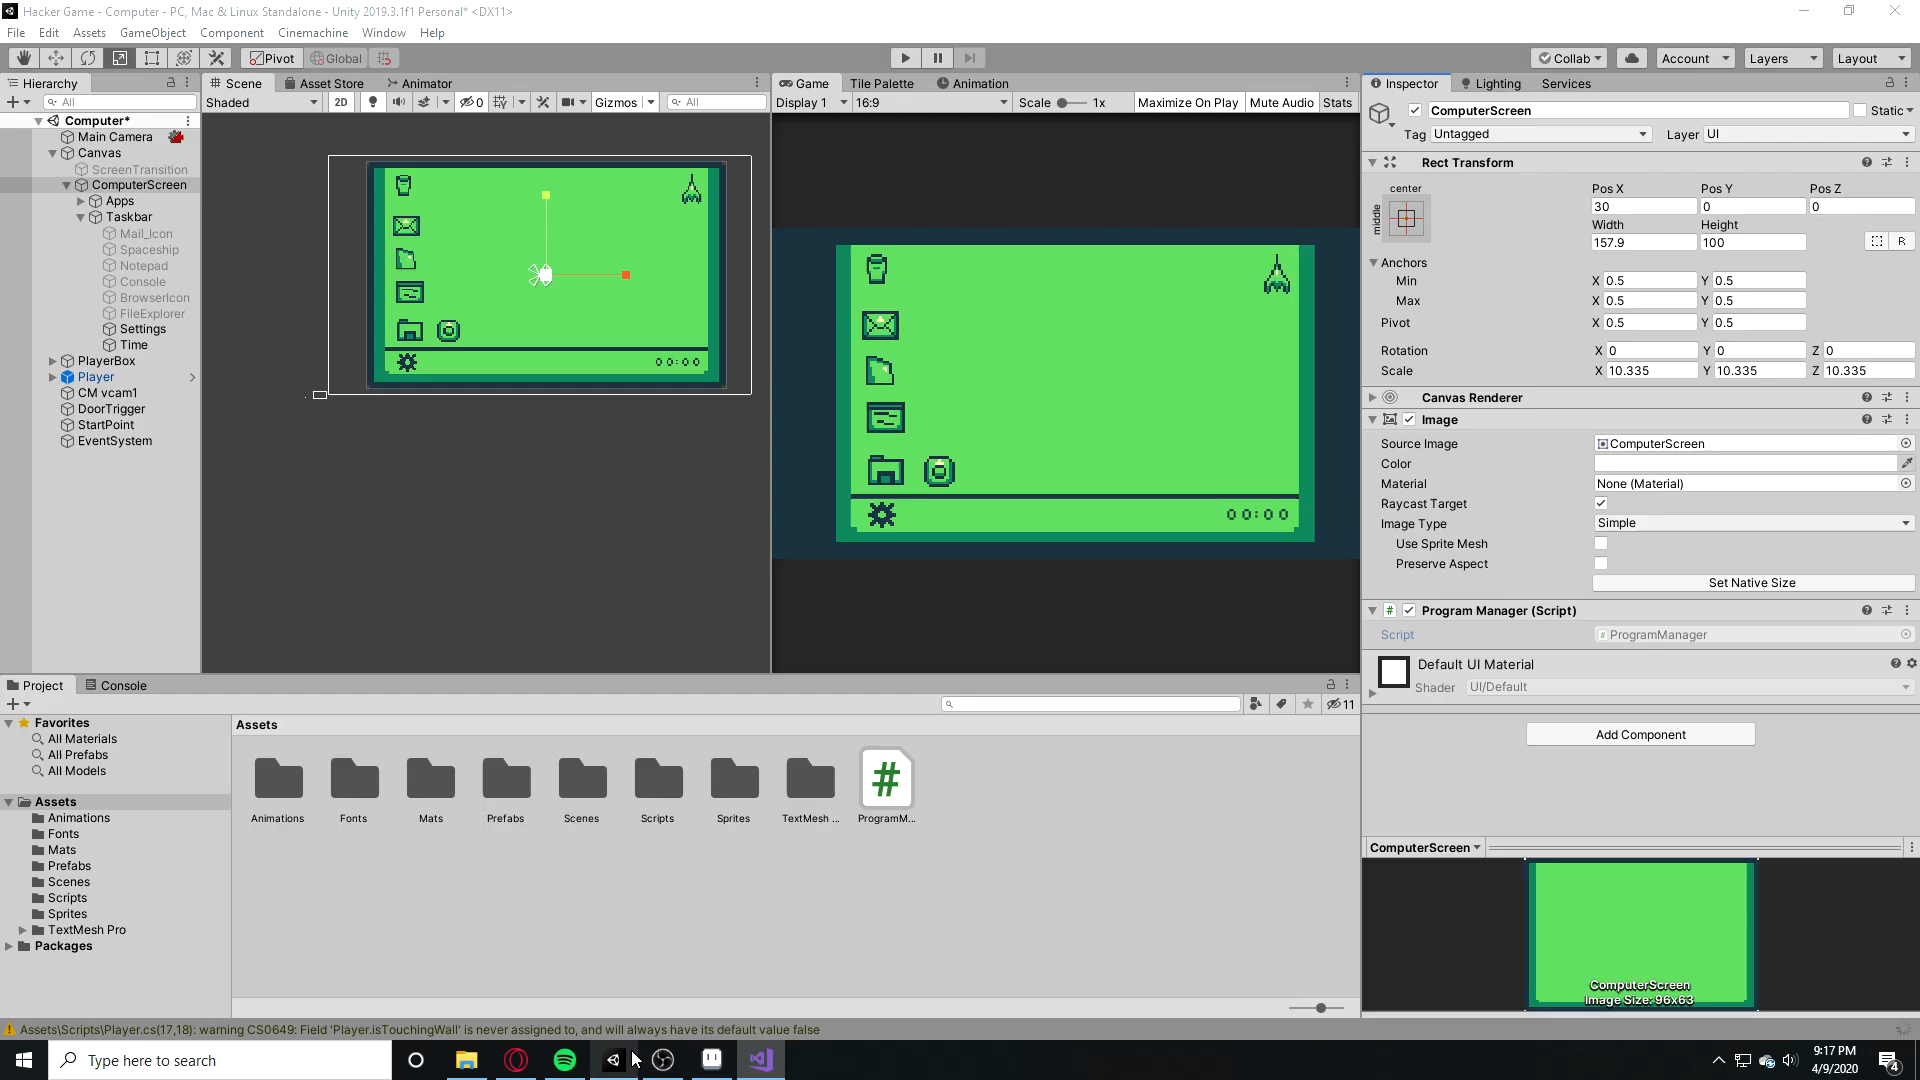 Hacker Game - Computer - PC, Mac & Linux Standalone - Unity 2019.3.1f1 Personal* <DX11>
File Edit Assets GameObject Component Cinemachine Window Help
Pivot Global Collab Account Layers Layout
Hierarchy Scene Asset Store Animator Game Tile Palette Animation Inspector Lighting Services
All Shaded 2D 0 Gizmos All Display 1 16:9 Scale 1x Maximize On Play Mute Audio Stats
Computer*
Main Camera
Canvas
ScreenTransition
ComputerScreen
Apps
Taskbar
Mail_Icon
Spaceship
Notepad
Console
BrowserIcon
FileExplorer
Settings
Time
PlayerBox
Player
CM vcam1
DoorTrigger
StartPoint
EventSystem
00:00
00:00
ComputerScreen Static
Tag Untagged Layer UI
Rect Transform
center
middle
Pos X Pos Y Pos Z
30 0 0
Width Height
157.9 100
R
Anchors
Min X 0.5 Y 0.5
Max X 0.5 Y 0.5
Pivot X 0.5 Y 0.5
Rotation X 0 Y 0 Z 0
Scale X 10.335 Y 10.335 Z 10.335
Canvas Renderer
Image
Source Image ComputerScreen
Color
Material None (Material)
Raycast Target
Image Type Simple
Use Sprite Mesh
Preserve Aspect
Set Native Size
# Program Manager (Script)
Script ProgramManager
Default UI Material
Shader UI/Default
Add Component
ComputerScreen
ComputerScreen
Image Size: 96x63
Project Console
11
Favorites
All Materials
All Prefabs
All Models
Assets
Animations
Fonts
Mats
Prefabs
Scenes
Scripts
Sprites
TextMesh Pro
Packages
Assets
#
Animations Fonts Mats Prefabs Scenes Scripts Sprites TextMesh ... ProgramM...
Assets\Scripts\Player.cs(17,18): warning CS0649: Field 'Player.isTouchingWall' is never assigned to, and will always have its default value false
Type here to search
9:17 PM
4/9/2020
4